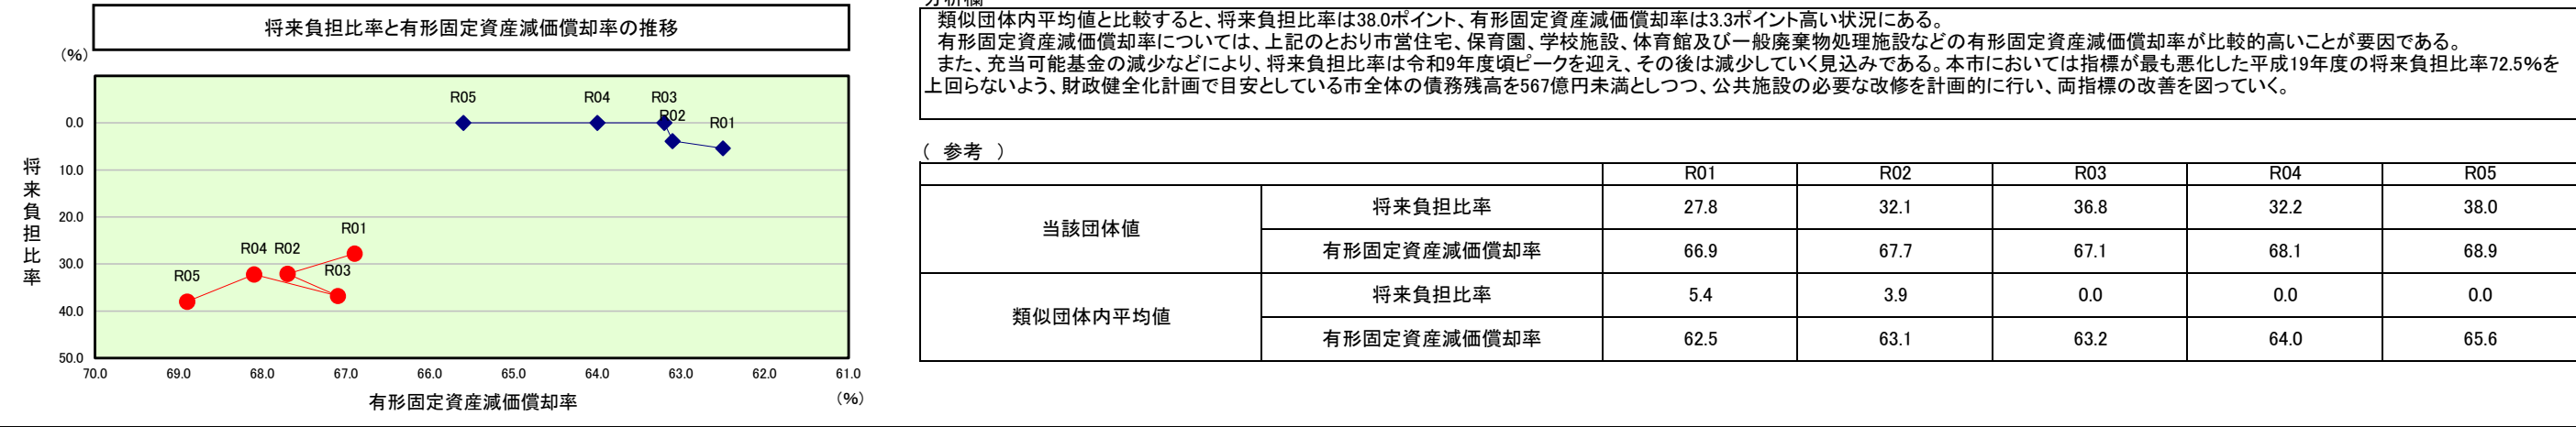 将来負担比率と有形固定資産減価償却率の推移
（％）
将来負担比率
0.0
10.0
20.0
30.0
40.0
50.0
R05
R04
R03
R02
R01
R01
R04
R02
R03
R05
70.0
69.0
68.0
67.0
66.0
65.0
64.0
63.0
62.0
61.0
有形固定資産減価償却率
（％）
分析欄
類似団体内平均値と比較すると、将来負担比率は38.0ポイント、有形固定資産減価償却率は3.3ポイント高い状況にある。
有形固定資産減価償却率については、上記のとおり市営住宅、保育園、学校施設、体育館及び一般廃棄物処理施設などの有形固定資産減価償却率が比較的高いことが要因である。
また、充当可能基金の減少などにより、将来負担比率は令和9年度頃ピークを迎え、その後は減少していく見込みである。本市においては指標が最も悪化した平成19年度の将来負担比率72.5％を
上回らないよう、財政健全化計画で目安としている市全体の債務残高を567億円未満としつつ、公共施設の必要な改修を計画的に行い、両指標の改善を図っていく。
（ 参考 ）
R01 R02 R03 R04 R05
当該団体値
将来負担比率 27.8 32.1 36.8 32.2 38.0
有形固定資産減価償却率 66.9 67.7 67.1 68.1 68.9
類似団体内平均値
将来負担比率 5.4 3.9 0.0 0.0 0.0
有形固定資産減価償却率 62.5 63.1 63.2 64.0 65.6